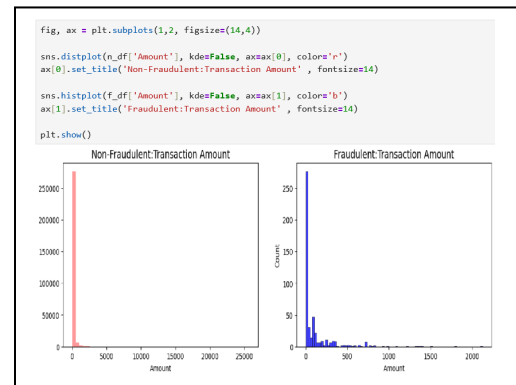 fig, ax = plt.subplots(1,2, figsize=(14,4))
sns.distplot(n_df['Amount'], kde=False, ax=ax[0], color='r')
ax[0].set_title('Non-Fraudulent:Transaction Amount' , fontsize=14)
sns.histplot(f_df['Amount'], kde=False, ax=ax[1], color='b')
ax[1].set_title('Fraudulent:Transaction Amount' , fontsize=14)
plt.show()
Non-Fraudulent:Transaction Amount
250000
200000
150000
100000
50000
0
0 5000 10000 15000 20000 25000
Amount
Fraudulent:Transaction Amount
Count
250
200
150
100
50
0
0 500 1000 1500 2000
Amount